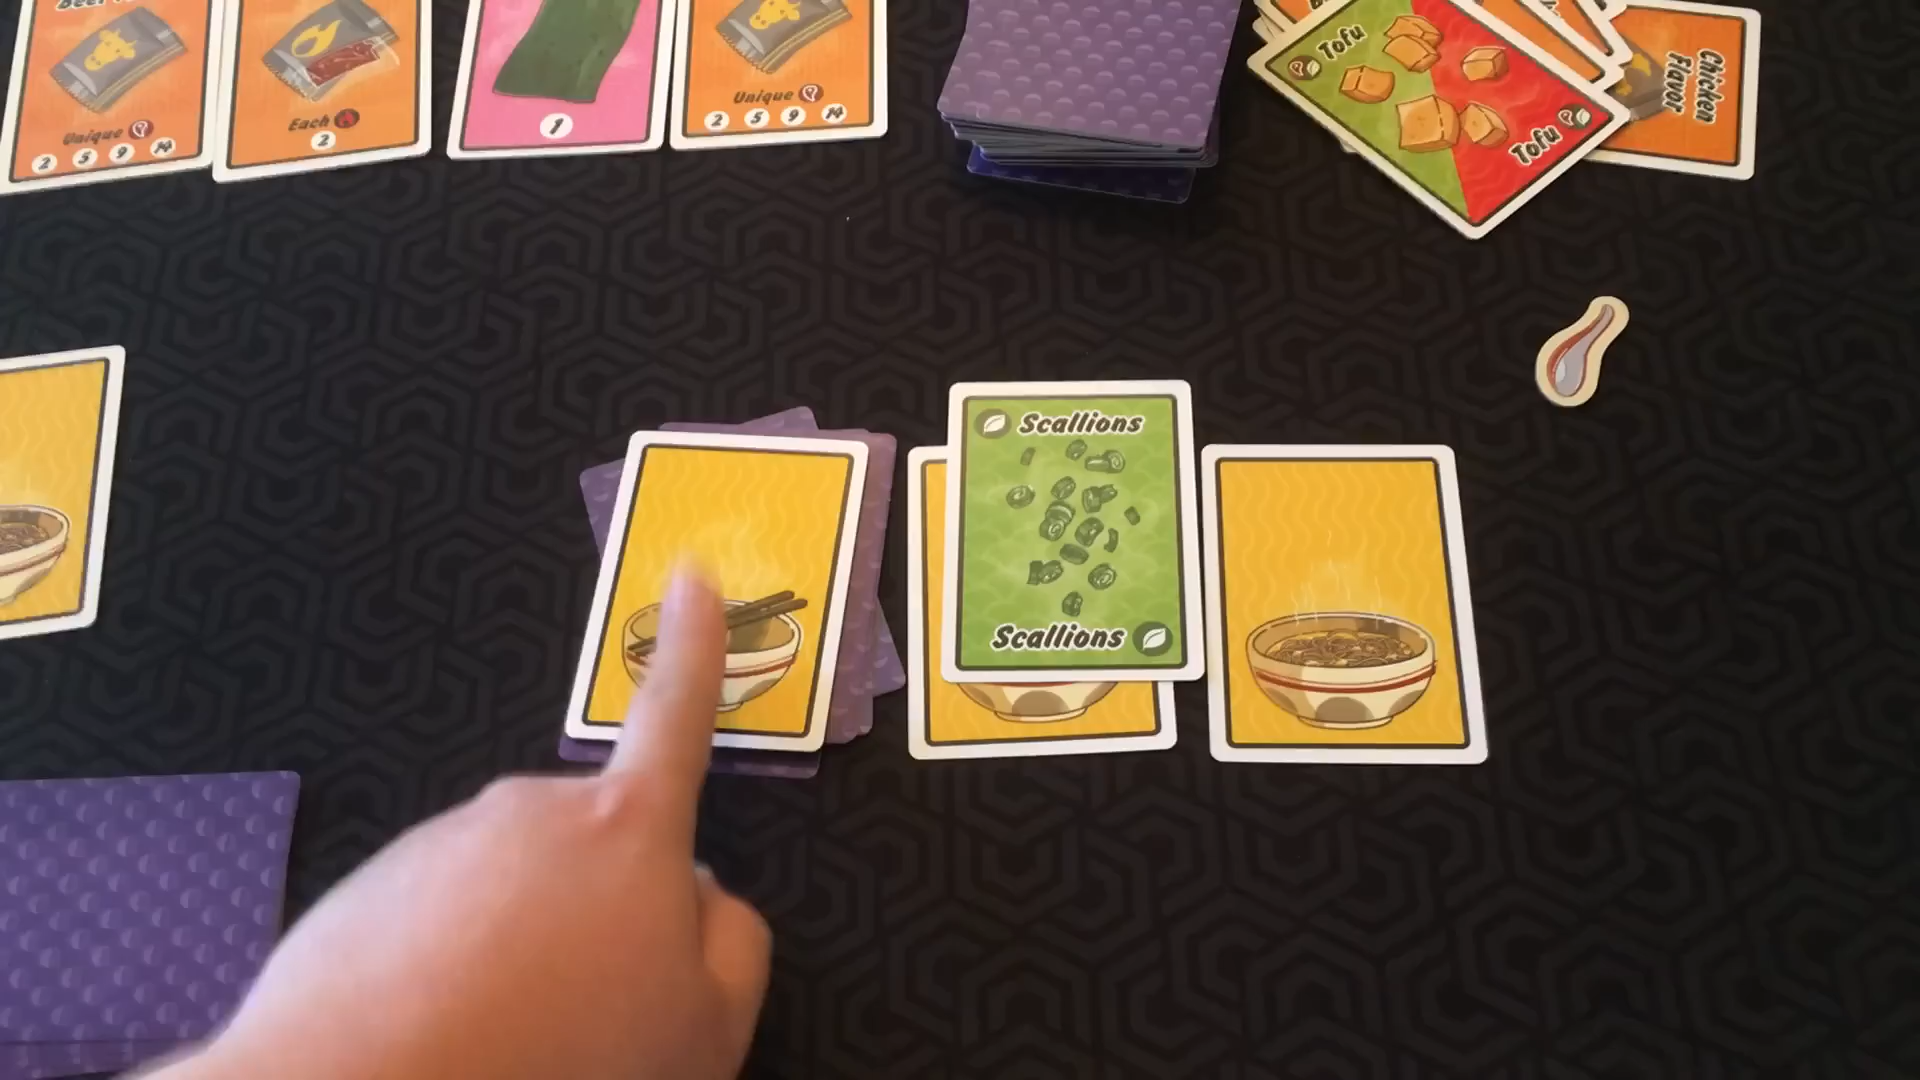 Unique
2 5 9 14
Each A
2
1
Unique
2 5 9 14
Tofu
Tofu
Chicken
Flavor
Scallions
Scallions